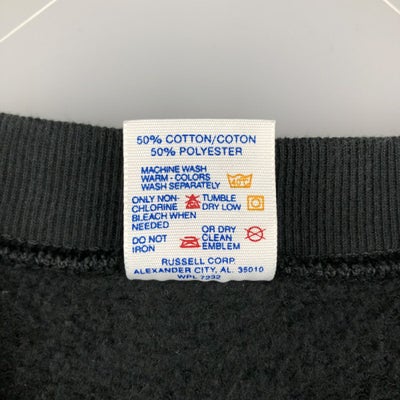 50% COTTON/COTON
50% POLYESTER
MACHINE WASH
WARM - COLORS
WASH SEPARATELY
ONLY NON-
CHLORINE
BLEACH WHEN
NEEDED
TUMBLE
DRY LOW
DO NOT
IRON
OR DRY
CLEAN
EMBLEM
RUSSELL CORP.
ALEXANDER CITY, AL. 35010
WPL 7232